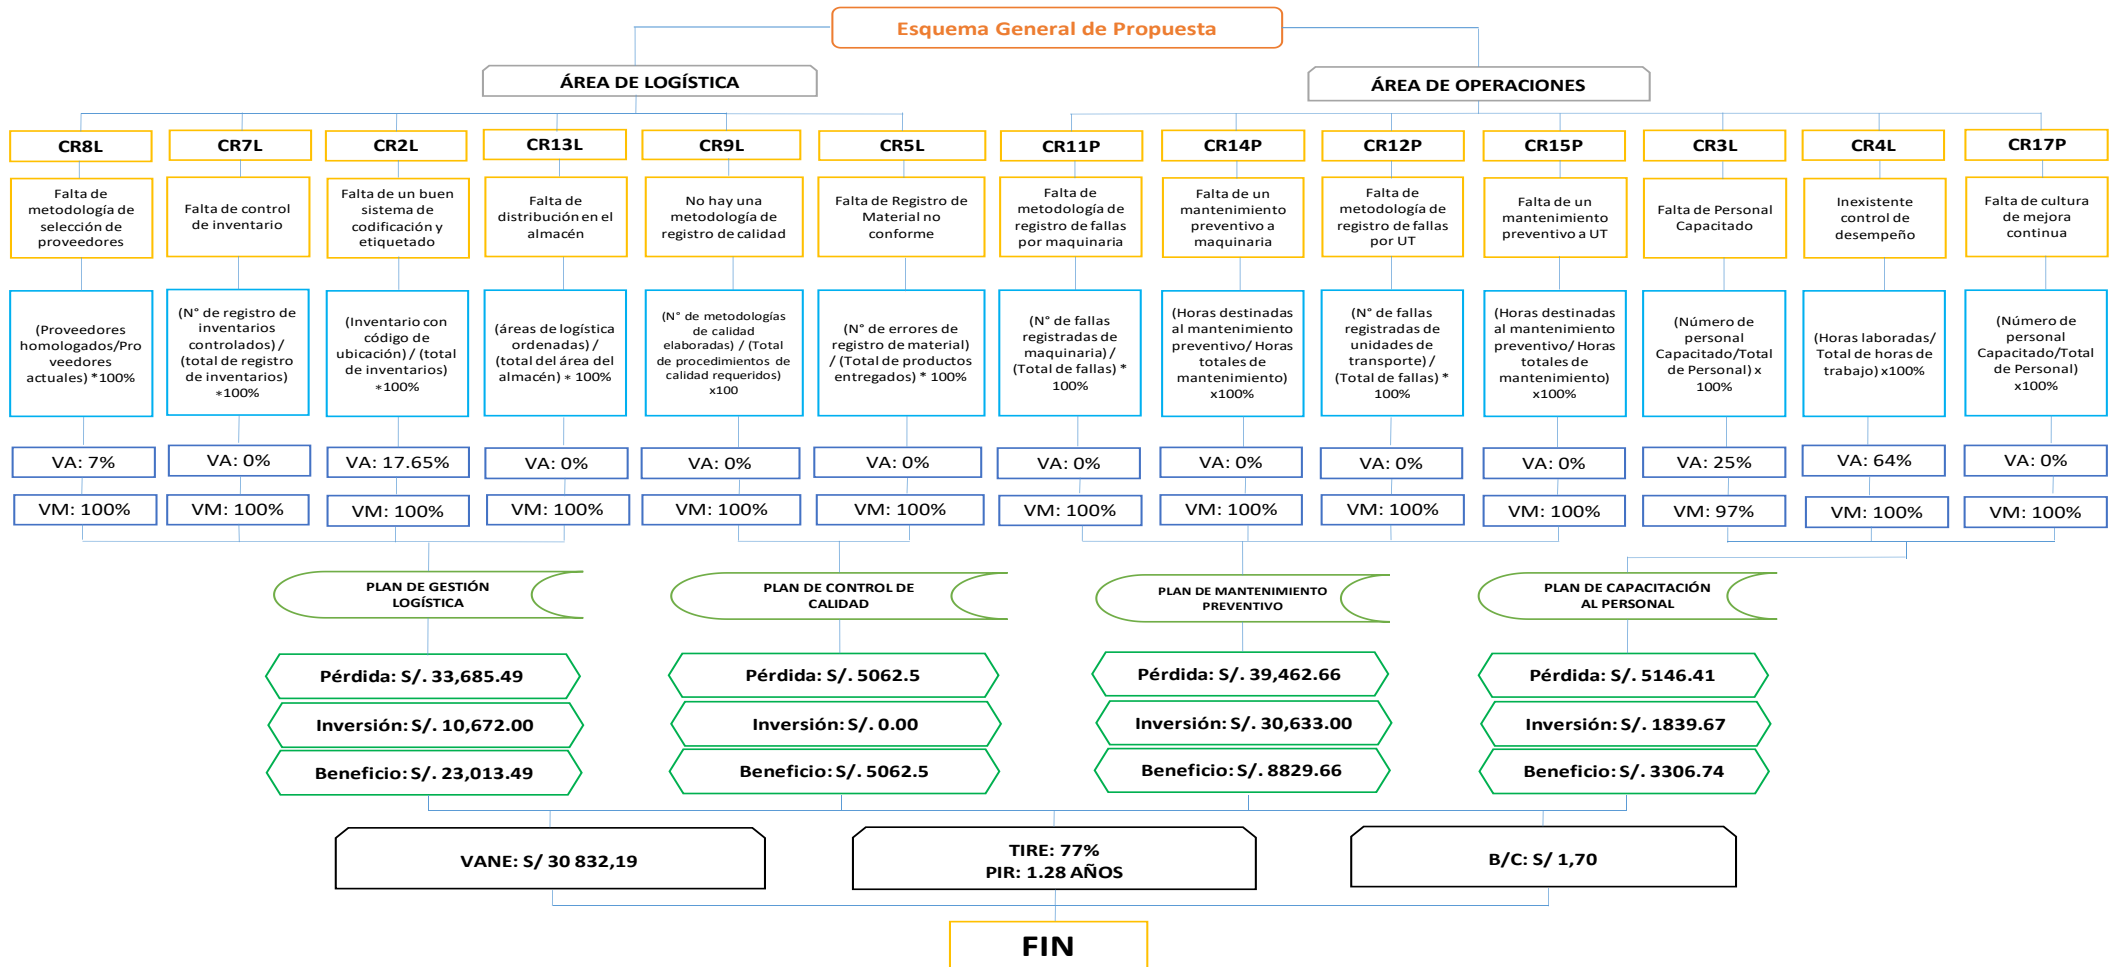 Esquema General de Propuesta
ÁREA DE LOGÍSTICA
ÁREA DE OPERACIONES
CR8L
CR7L
CR2L
CR13L
CR9L
CR5L
CR11P
CR14P
CR12P
CR15P
CR3L
CR4L
CR17P
Falta de
metodología de
selección de
proveedores
Falta de control
de inventario
Falta de un buen
sistema de
codificación y
etiquetado
Falta de
distribución en el
almacén
No hay una
metodología de
registro de calidad
Falta de Registro de
Material no
conforme
Falta de
metodología de
registro de fallas
por maquinaria
Falta de un
mantenimiento
preventivo a
maquinaria
Falta de
metodología de
registro de fallas
por UT
Falta de un
mantenimiento
preventivo a UT
Falta de Personal
Capacitado
Inexistente
control de
desempeño
Falta de cultura
de mejora
continua
(Proveedores
homologados/Pro
veedores
actuales) *100%
(N° de registro de
inventarios
controlados) /
(total de registro
de inventarios)
*100%
(Inventario con
código de
ubicación) / (total
de inventarios)
*100%
(áreas de logística
ordenadas) /
(total del área del
almacén) * 100%
(N° de metodologías
de calidad
elaboradas) / (Total
de procedimientos de
calidad requeridos)
x100
(N° de errores de
registro de material)
/ (Total de productos
entregados) * 100%
(N° de fallas
registradas de
maquinaria) /
(Total de fallas) *
100%
(Horas destinadas
al mantenimiento
preventivo/ Horas
totales de
mantenimiento)
x100%
(N° de fallas
registradas de
unidades de
transporte) /
(Total de fallas) *
100%
(Horas destinadas
al mantenimiento
preventivo/ Horas
totales de
mantenimiento)
x100%
(Número de
personal
Capacitado/Total
de Personal) x
100%
(Horas laboradas/
Total de horas de
trabajo) x100%
(Número de
personal
Capacitado/Total
de Personal)
x100%
VA: 7%
VA: 0%
VA: 17.65%
VA: 0%
VA: 0%
VA: 0%
VA: 0%
VA: 0%
VA: 0%
VA: 0%
VA: 25%
VA: 64%
VA: 0%
VM: 100%
VM: 100%
VM: 100%
VM: 100%
VM: 100%
VM: 100%
VM: 100%
VM: 100%
VM: 100%
VM: 100%
VM: 97%
VM: 100%
VM: 100%
PLAN DE GESTIÓN
LOGÍSTICA
PLAN DE CONTROL DE
CALIDAD
PLAN DE MANTENIMIENTO
PREVENTIVO
PLAN DE CAPACITACIÓN
AL PERSONAL
Pérdida: S/. 33,685.49
Pérdida: S/. 5062.5
Pérdida: S/. 39,462.66
Pérdida: S/. 5146.41
Inversión: S/. 10,672.00
Inversión: S/. 0.00
Inversión: S/. 30,633.00
Inversión: S/. 1839.67
Beneficio: S/. 23,013.49
Beneficio: S/. 5062.5
Beneficio: S/. 8829.66
Beneficio: S/. 3306.74
VANE: S/ 30 832,19
TIRE: 77%
PIR: 1.28 AÑOS
B/C: S/ 1,70
FIN